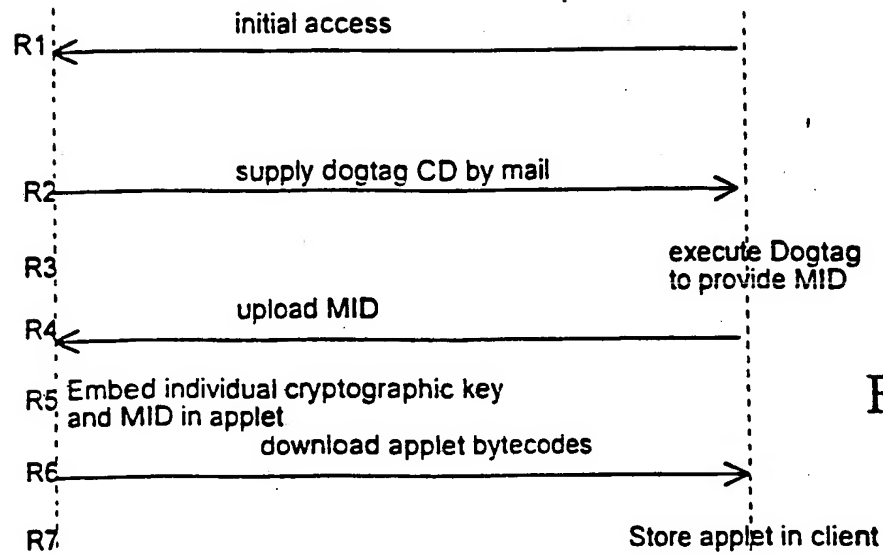 initial access
R1
supply dogtag CD by mail
R2
execute Dogtag
to provide MID
R3
upload MID
R4
R5 Embed individual cryptographic key
and MID in applet
F
download applet bytecodes
R6
R7
Store applet in client